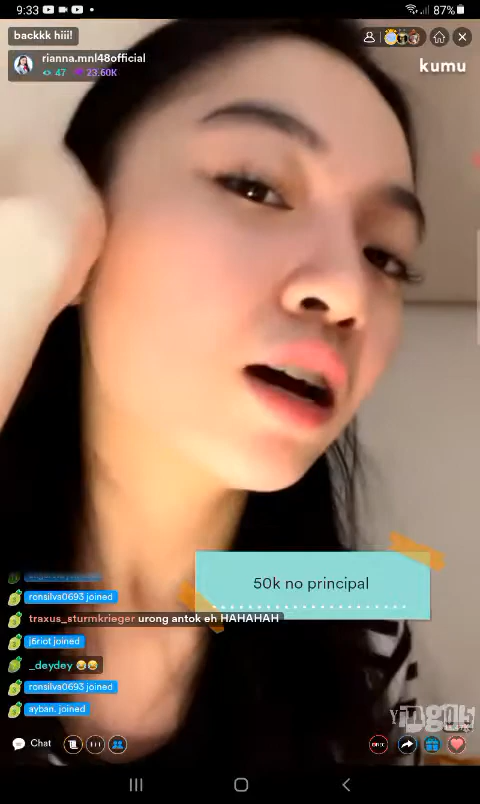 9:33
87%
backkk hiii!
rianna.mnl48official
47
23.60K
kumu
50k no principal
ronsilva0693 joined
traxus_sturmkrieger urong antok eh HAHAHAH
j6riot joined
_deydey
ronsilva0693 joined
ayban. joined
Chat